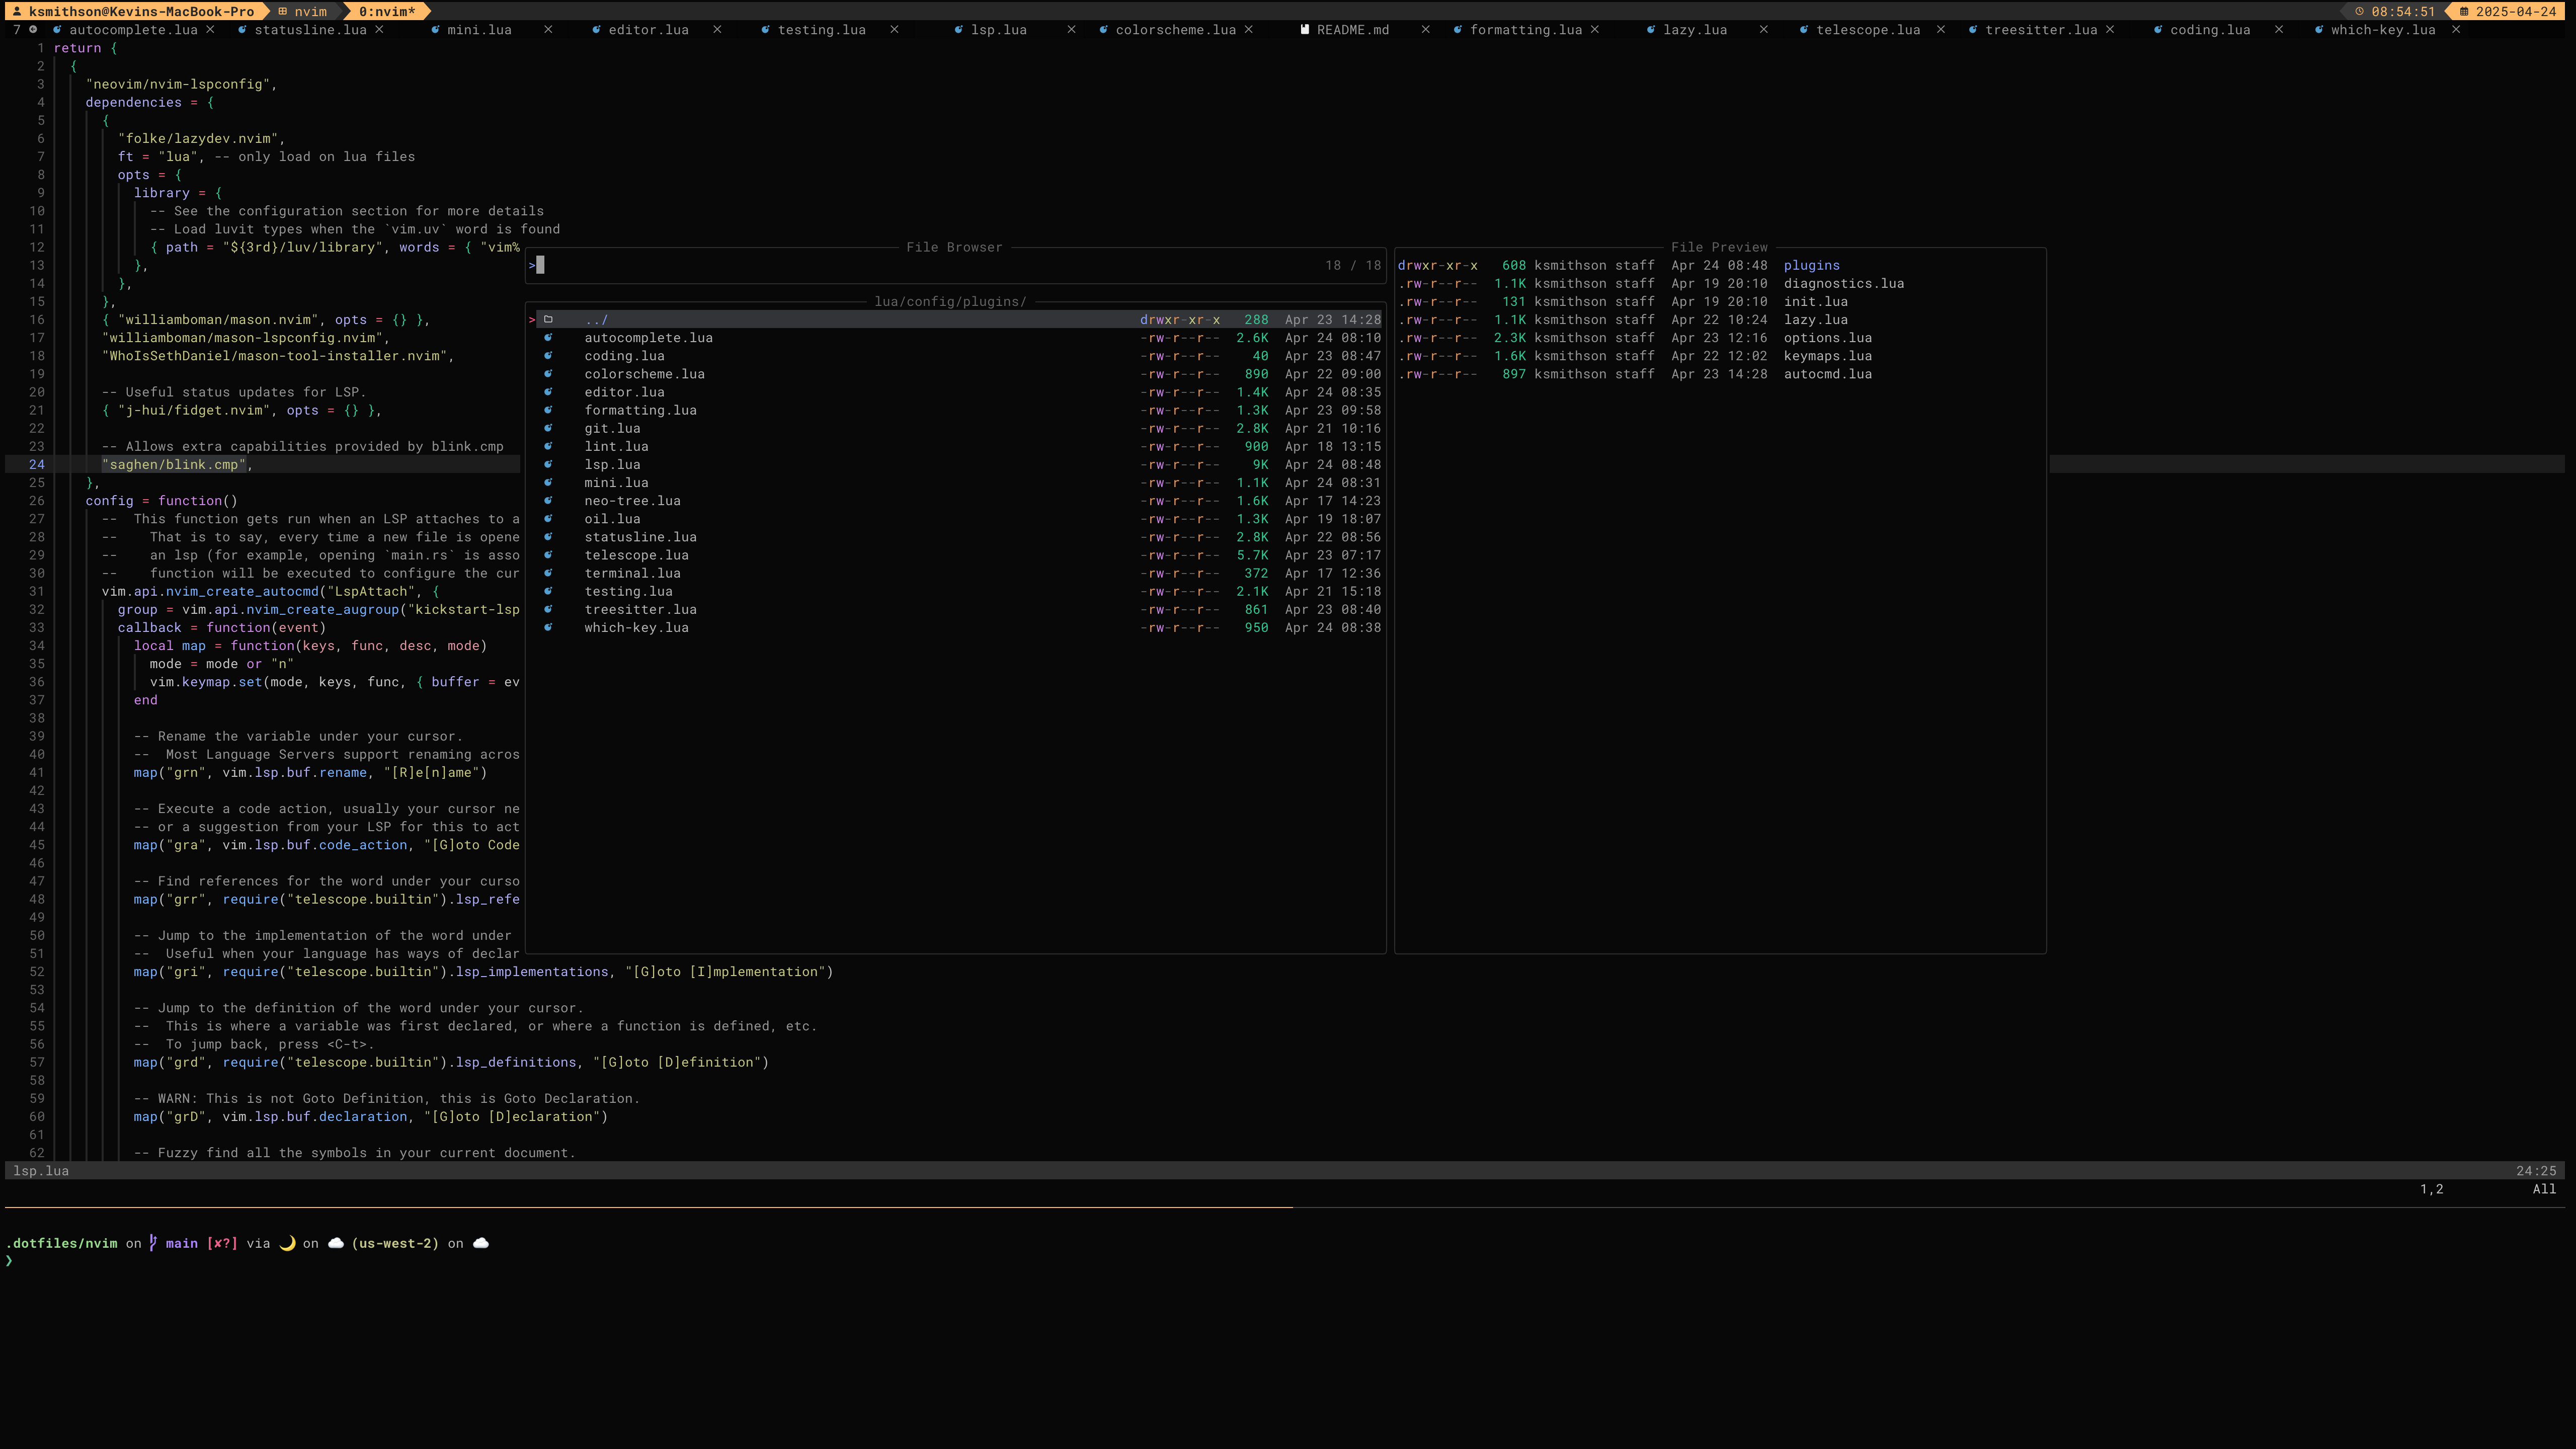 ksmithson@Kevins-MacBook-Pro nvim 0:nvim* 08:54:51 2025-04-24
7 autocomplete.lua × statusline.lua × mini.lua × editor.lua × testing.lua × lsp.lua × colorscheme.lua × README.md × formatting.lua × lazy.lua × telescope.lua × treesitter.lua × coding.lua × which-key.lua ×
1 return {
2 {
3 "neovim/nvim-lspconfig",
4 dependencies = {
5 {
6 "folke/lazydev.nvim",
7 ft = "lua", -- only load on lua files
8 opts = {
9 library = {
10 -- See the configuration section for more details
11 -- Load luvit types when the `vim.uv` word is found
12 { path = "${3rd}/luv/library", words = { "vim%
13 },
14 },
15 },
16 { "williamboman/mason.nvim", opts = {} },
17 "williamboman/mason-lspconfig.nvim",
18 "WhoIsSethDaniel/mason-tool-installer.nvim",
19
20 -- Useful status updates for LSP.
21 { "j-hui/fidget.nvim", opts = {} },
22
23 -- Allows extra capabilities provided by blink.cmp
24 "saghen/blink.cmp",
25 },
26 config = function()
27 --  This function gets run when an LSP attaches to a
28 --    That is to say, every time a new file is opene
29 --    an lsp (for example, opening `main.rs` is asso
30 --    function will be executed to configure the cur
31 vim.api.nvim_create_autocmd("LspAttach", {
32 group = vim.api.nvim_create_augroup("kickstart-lsp
33 callback = function(event)
34 local map = function(keys, func, desc, mode)
35 mode = mode or "n"
36 vim.keymap.set(mode, keys, func, { buffer = ev
37 end
38
39 -- Rename the variable under your cursor.
40 --  Most Language Servers support renaming acros
41 map("grn", vim.lsp.buf.rename, "[R]e[n]ame")
42
43 -- Execute a code action, usually your cursor ne
44 -- or a suggestion from your LSP for this to act
45 map("gra", vim.lsp.buf.code_action, "[G]oto Code
46
47 -- Find references for the word under your curso
48 map("grr", require("telescope.builtin").lsp_refe
49
50 -- Jump to the implementation of the word under
51 --  Useful when your language has ways of declar
52 map("gri", require("telescope.builtin").lsp_implementations, "[G]oto [I]mplementation")
53
54 -- Jump to the definition of the word under your cursor.
55 --  This is where a variable was first declared, or where a function is defined, etc.
56 --  To jump back, press <C-t>.
57 map("grd", require("telescope.builtin").lsp_definitions, "[G]oto [D]efinition")
58
59 -- WARN: This is not Goto Definition, this is Goto Declaration.
60 map("grD", vim.lsp.buf.declaration, "[G]oto [D]eclaration")
61
62 -- Fuzzy find all the symbols in your current document.
File Browser
> 18 / 18
lua/config/plugins/
> ../ drwxr-xr-x 288 Apr 23 14:28
autocomplete.lua -rw-r--r-- 2.6K Apr 24 08:10
coding.lua -rw-r--r-- 40 Apr 23 08:47
colorscheme.lua -rw-r--r-- 890 Apr 22 09:00
editor.lua -rw-r--r-- 1.4K Apr 24 08:35
formatting.lua -rw-r--r-- 1.3K Apr 23 09:58
git.lua -rw-r--r-- 2.8K Apr 21 10:16
lint.lua -rw-r--r-- 900 Apr 18 13:15
lsp.lua -rw-r--r-- 9K Apr 24 08:48
mini.lua -rw-r--r-- 1.1K Apr 24 08:31
neo-tree.lua -rw-r--r-- 1.6K Apr 17 14:23
oil.lua -rw-r--r-- 1.3K Apr 19 18:07
statusline.lua -rw-r--r-- 2.8K Apr 22 08:56
telescope.lua -rw-r--r-- 5.7K Apr 23 07:17
terminal.lua -rw-r--r-- 372 Apr 17 12:36
testing.lua -rw-r--r-- 2.1K Apr 21 15:18
treesitter.lua -rw-r--r-- 861 Apr 23 08:40
which-key.lua -rw-r--r-- 950 Apr 24 08:38
File Preview
drwxr-xr-x 608 ksmithson staff Apr 24 08:48 plugins
.rw-r--r-- 1.1K ksmithson staff Apr 19 20:10 diagnostics.lua
.rw-r--r-- 131 ksmithson staff Apr 19 20:10 init.lua
.rw-r--r-- 1.1K ksmithson staff Apr 22 10:24 lazy.lua
.rw-r--r-- 2.3K ksmithson staff Apr 23 12:16 options.lua
.rw-r--r-- 1.6K ksmithson staff Apr 22 12:02 keymaps.lua
.rw-r--r-- 897 ksmithson staff Apr 23 14:28 autocmd.lua
lsp.lua 24:25
1,2 All
.dotfiles/nvim on main [✘?] via 🌙 on ☁️ (us-west-2) on ☁️
❯